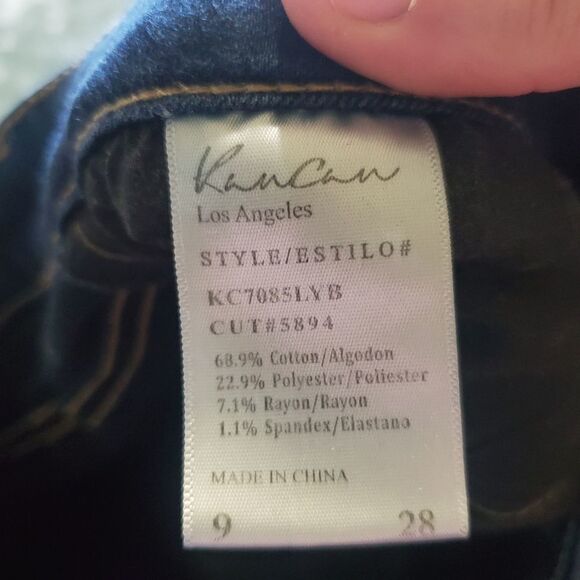 KanCan
Los Angeles
STYLE/ESTILO#
KC7085LYB
CUT#5894
68.9% Cotton/Algodon
22.9% Polyester/Poliester
7.1% Rayon/Rayon
1.1% Spandex/Elastano
MADE IN CHINA
9 28